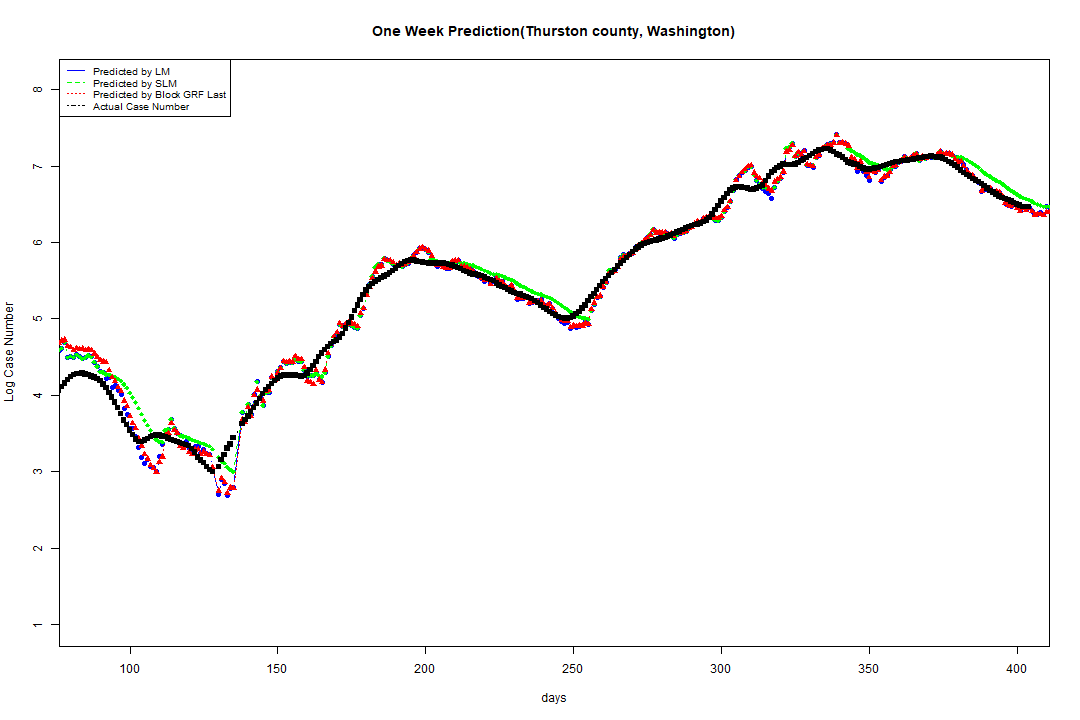 One Week Prediction(Thurston county, Washington)
Predicted by LM
Predicted by SLM
Predicted by Block GRF Last
Actual Case Number
8
7
6
5
4
3
2
1
Log Case Number
100 150 200 250 300 350 400
days